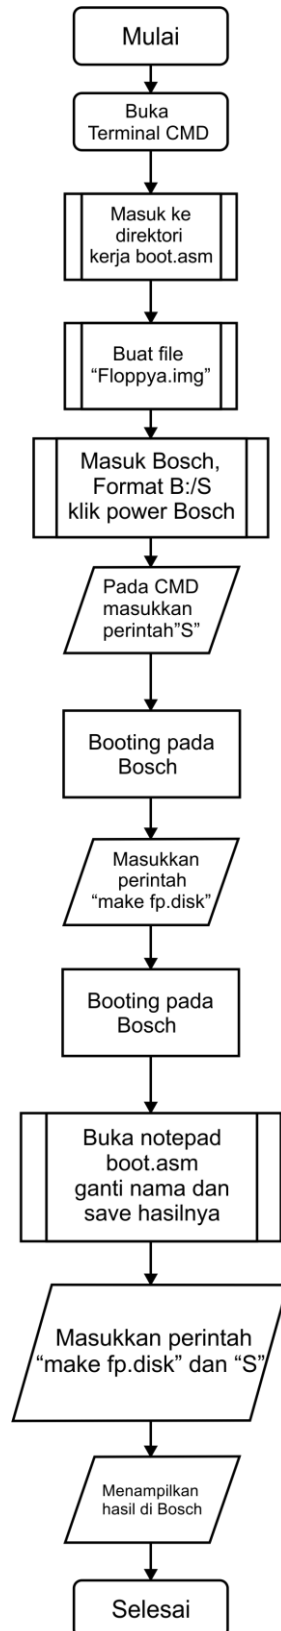 Mulai
Buka
Terminal CMD
Masuk ke
direktori
kerja boot.asm
Buat file
“Floppya.img”
Masuk Bosch,
Format B:/S
klik power Bosch
Pada CMD
masukkan
perintah”S”
Booting pada
Bosch
Masukkan
perintah
“make fp.disk”
Booting pada
Bosch
Buka notepad
boot.asm
ganti nama dan
save hasilnya
Masukkan perintah
“make fp.disk” dan “S”
Menampilkan
hasil di Bosch
Selesai